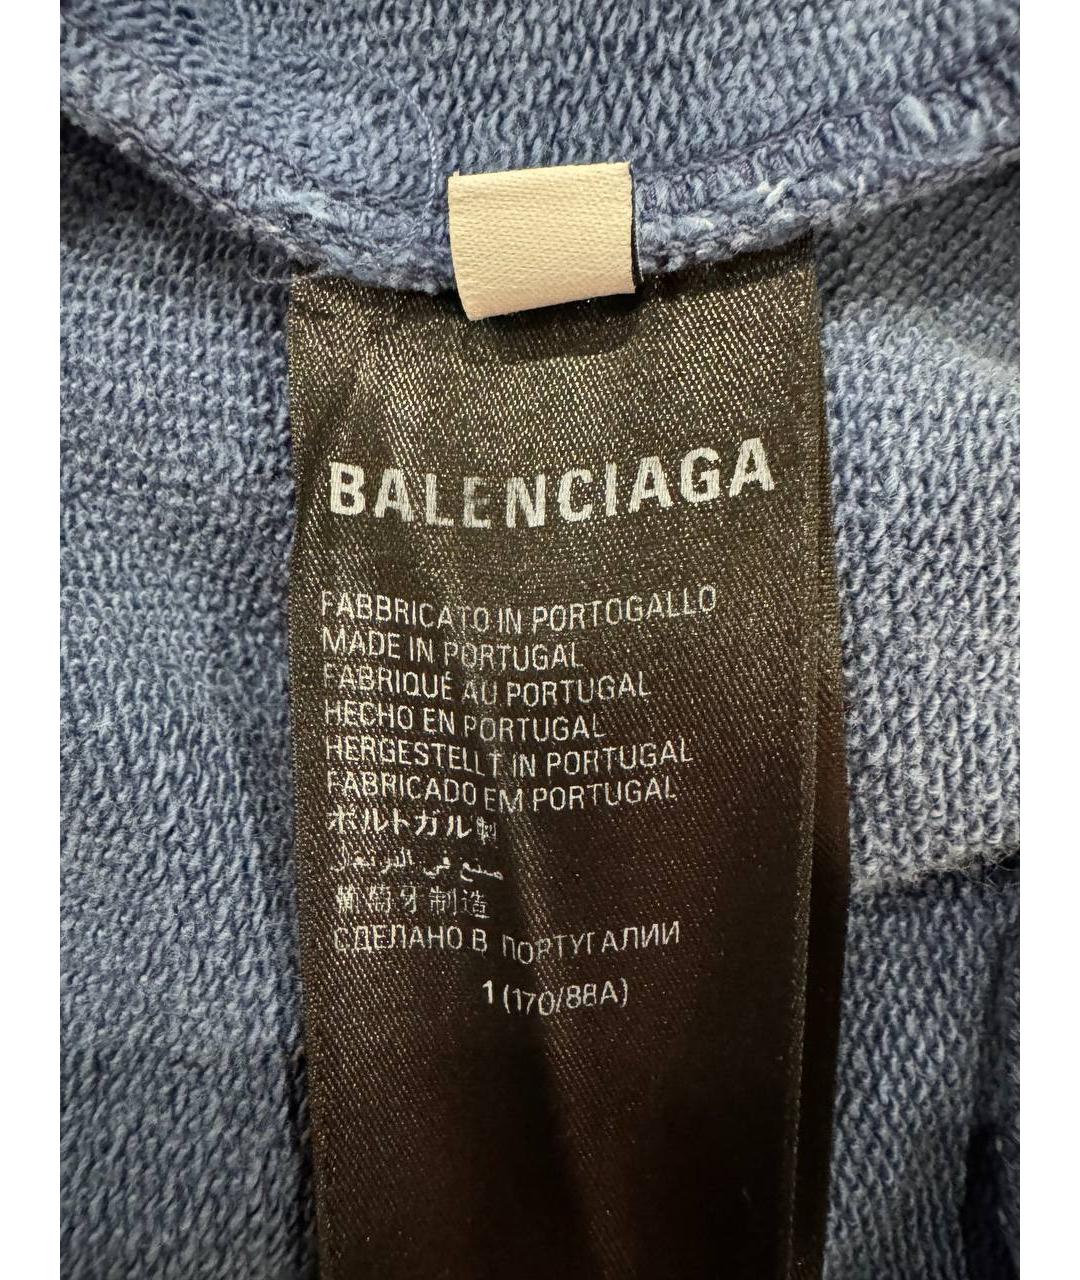 BALENCIAGA
FABBRICATO IN PORTOGALLO
MADE IN PORTUGAL
FABRIQUÉ AU PORTUGAL
HECHO EN PORTUGAL
HERGESTELLT IN PORTUGAL
FABRICADO EM PORTUGAL
ポルトガル製
صنع في البرتغال
葡萄牙制造
СДЕЛАНО В ПОРТУГАЛИИ
1 (170/88A)